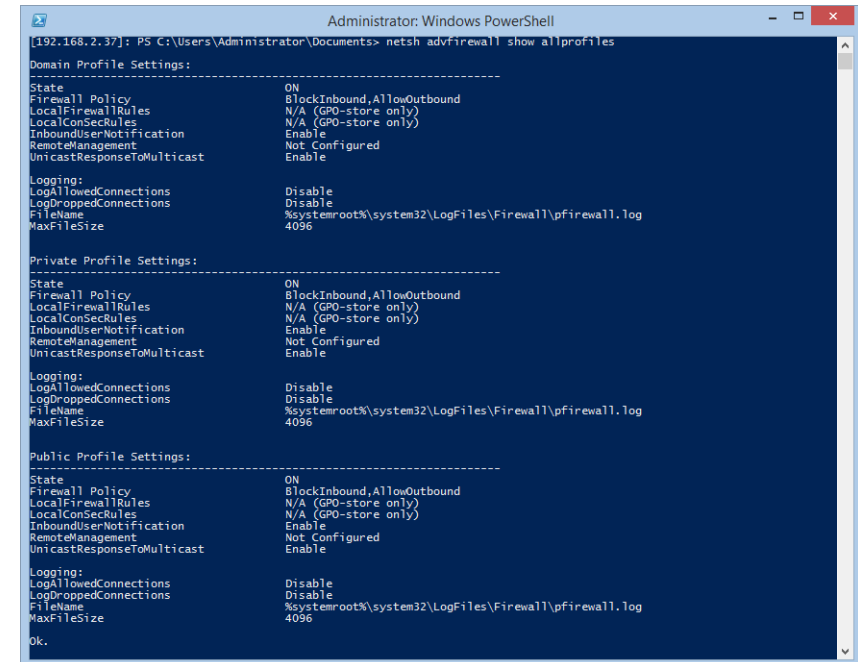 Administrator: Windows PowerShell
[192.168.2.37]: PS C:\Users\Administrator\Documents> netsh advfirewall show allprofiles
Domain Profile Settings:
----------------------------------------------------------------------
State ON
Firewall Policy BlockInbound,AllowOutbound
LocalFirewallRules N/A (GPO-store only)
LocalConSecRules N/A (GPO-store only)
InboundUserNotification Enable
RemoteManagement Not Configured
UnicastResponseToMulticast Enable
Logging:
LogAllowedConnections Disable
LogDroppedConnections Disable
FileName %systemroot%\system32\LogFiles\Firewall\pfirewall.log
MaxFileSize 4096
Private Profile Settings:
----------------------------------------------------------------------
State ON
Firewall Policy BlockInbound,AllowOutbound
LocalFirewallRules N/A (GPO-store only)
LocalConSecRules N/A (GPO-store only)
InboundUserNotification Enable
RemoteManagement Not Configured
UnicastResponseToMulticast Enable
Logging:
LogAllowedConnections Disable
LogDroppedConnections Disable
FileName %systemroot%\system32\LogFiles\Firewall\pfirewall.log
MaxFileSize 4096
Public Profile Settings:
----------------------------------------------------------------------
State ON
Firewall Policy BlockInbound,AllowOutbound
LocalFirewallRules N/A (GPO-store only)
LocalConSecRules N/A (GPO-store only)
InboundUserNotification Enable
RemoteManagement Not Configured
UnicastResponseToMulticast Enable
Logging:
LogAllowedConnections Disable
LogDroppedConnections Disable
FileName %systemroot%\system32\LogFiles\Firewall\pfirewall.log
MaxFileSize 4096
Ok.